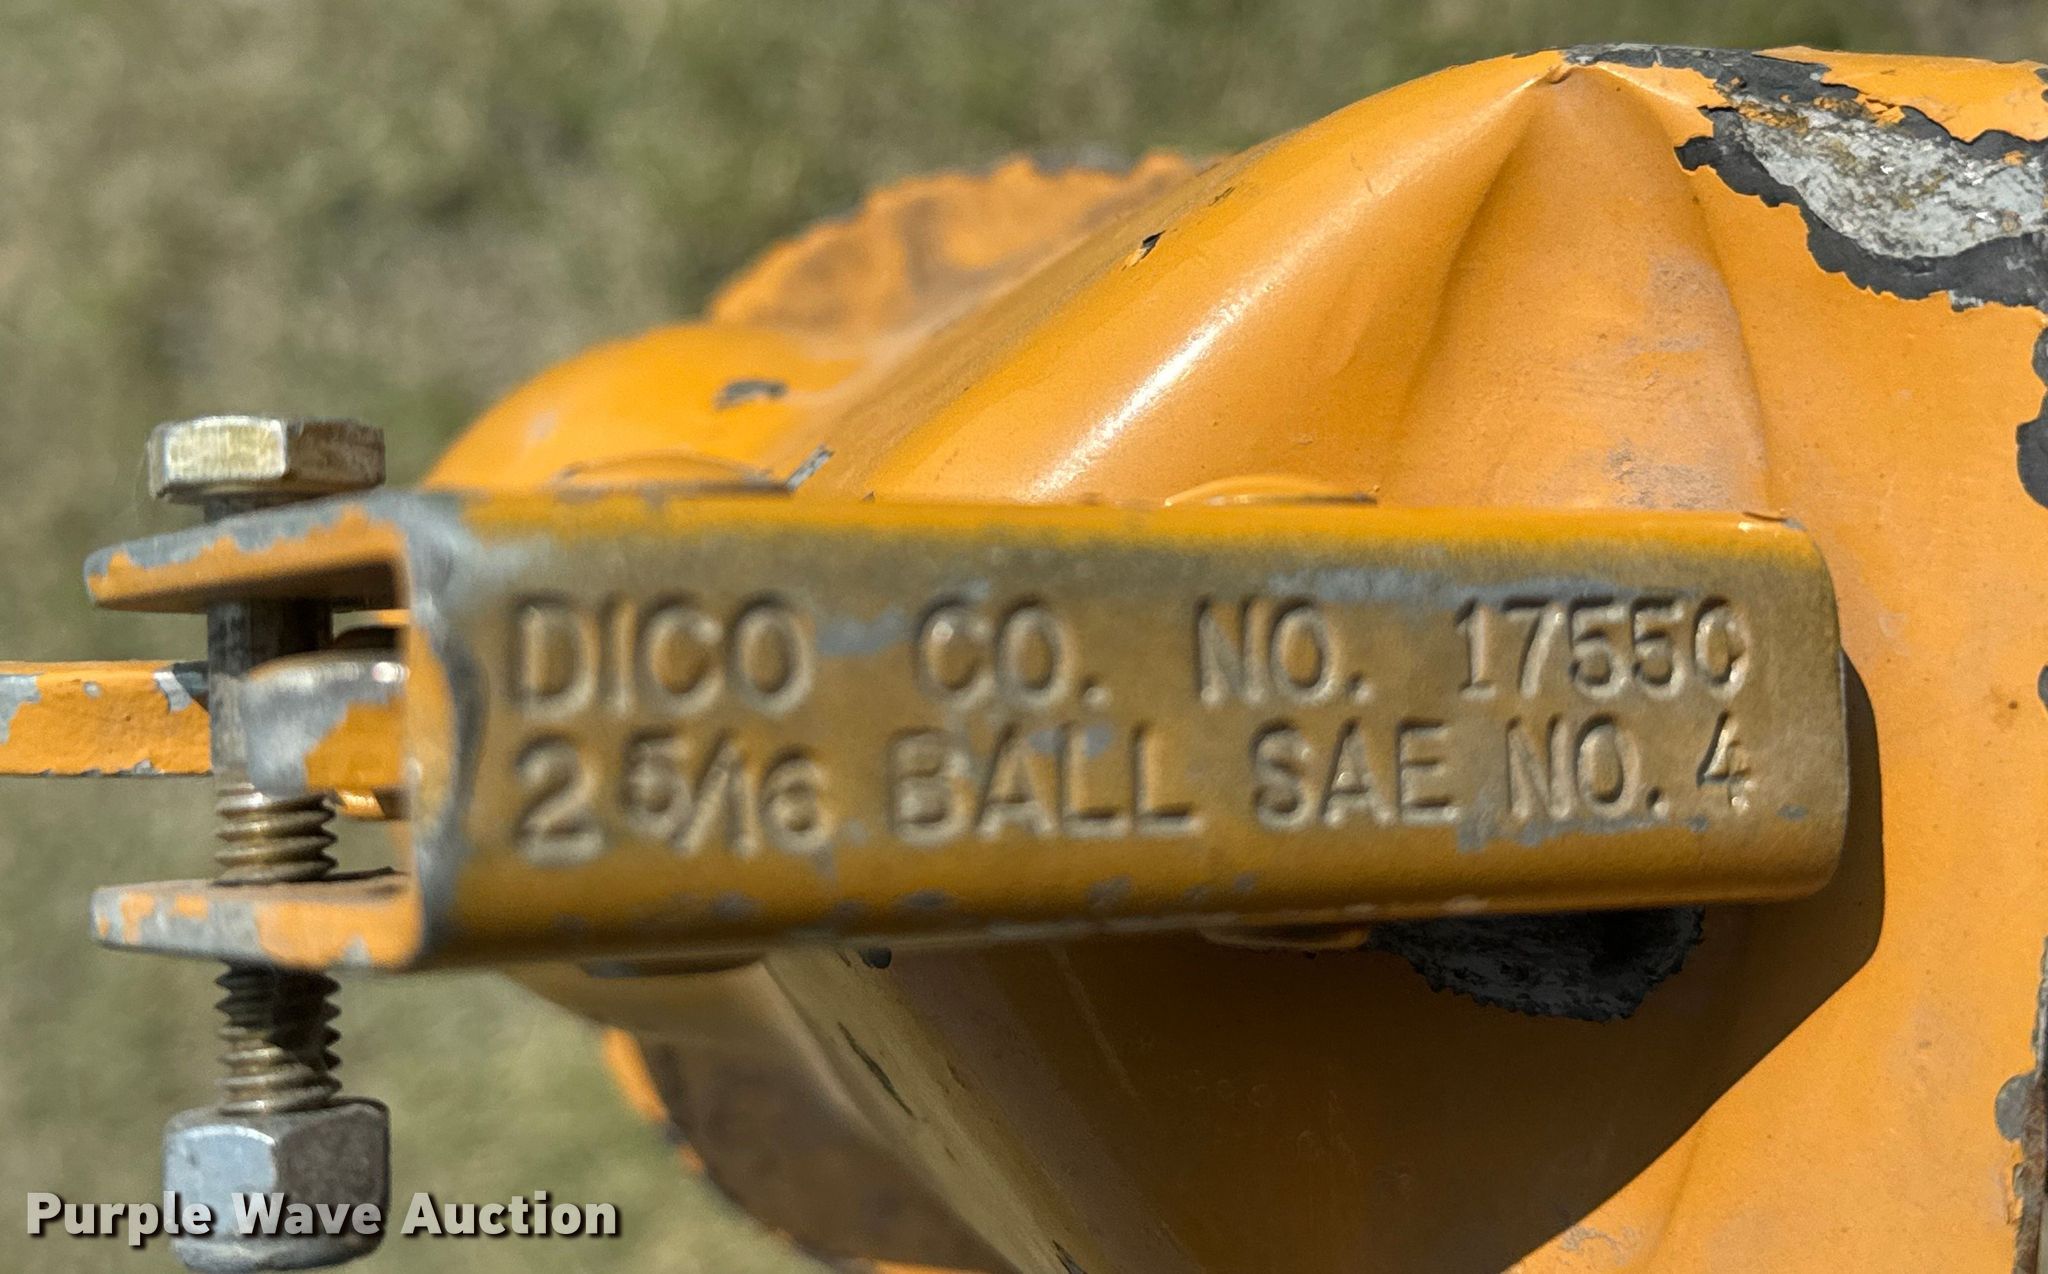 DICO CO. NO. 17550
2 5/16 BALL SAE NO. 4
Purple Wave Auction